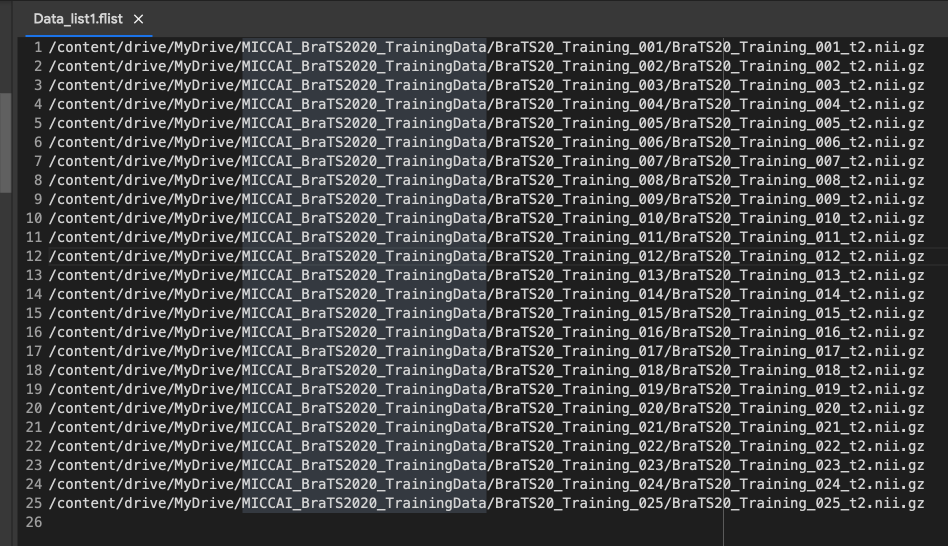 Data_list1.flist ×
1 /content/drive/MyDrive/MICCAI_BraTS2020_TrainingData/BraTS20_Training_001/BraTS20_Training_001_t2.nii.gz
2 /content/drive/MyDrive/MICCAI_BraTS2020_TrainingData/BraTS20_Training_002/BraTS20_Training_002_t2.nii.gz
3 /content/drive/MyDrive/MICCAI_BraTS2020_TrainingData/BraTS20_Training_003/BraTS20_Training_003_t2.nii.gz
4 /content/drive/MyDrive/MICCAI_BraTS2020_TrainingData/BraTS20_Training_004/BraTS20_Training_004_t2.nii.gz
5 /content/drive/MyDrive/MICCAI_BraTS2020_TrainingData/BraTS20_Training_005/BraTS20_Training_005_t2.nii.gz
6 /content/drive/MyDrive/MICCAI_BraTS2020_TrainingData/BraTS20_Training_006/BraTS20_Training_006_t2.nii.gz
7 /content/drive/MyDrive/MICCAI_BraTS2020_TrainingData/BraTS20_Training_007/BraTS20_Training_007_t2.nii.gz
8 /content/drive/MyDrive/MICCAI_BraTS2020_TrainingData/BraTS20_Training_008/BraTS20_Training_008_t2.nii.gz
9 /content/drive/MyDrive/MICCAI_BraTS2020_TrainingData/BraTS20_Training_009/BraTS20_Training_009_t2.nii.gz
10 /content/drive/MyDrive/MICCAI_BraTS2020_TrainingData/BraTS20_Training_010/BraTS20_Training_010_t2.nii.gz
11 /content/drive/MyDrive/MICCAI_BraTS2020_TrainingData/BraTS20_Training_011/BraTS20_Training_011_t2.nii.gz
12 /content/drive/MyDrive/MICCAI_BraTS2020_TrainingData/BraTS20_Training_012/BraTS20_Training_012_t2.nii.gz
13 /content/drive/MyDrive/MICCAI_BraTS2020_TrainingData/BraTS20_Training_013/BraTS20_Training_013_t2.nii.gz
14 /content/drive/MyDrive/MICCAI_BraTS2020_TrainingData/BraTS20_Training_014/BraTS20_Training_014_t2.nii.gz
15 /content/drive/MyDrive/MICCAI_BraTS2020_TrainingData/BraTS20_Training_015/BraTS20_Training_015_t2.nii.gz
16 /content/drive/MyDrive/MICCAI_BraTS2020_TrainingData/BraTS20_Training_016/BraTS20_Training_016_t2.nii.gz
17 /content/drive/MyDrive/MICCAI_BraTS2020_TrainingData/BraTS20_Training_017/BraTS20_Training_017_t2.nii.gz
18 /content/drive/MyDrive/MICCAI_BraTS2020_TrainingData/BraTS20_Training_018/BraTS20_Training_018_t2.nii.gz
19 /content/drive/MyDrive/MICCAI_BraTS2020_TrainingData/BraTS20_Training_019/BraTS20_Training_019_t2.nii.gz
20 /content/drive/MyDrive/MICCAI_BraTS2020_TrainingData/BraTS20_Training_020/BraTS20_Training_020_t2.nii.gz
21 /content/drive/MyDrive/MICCAI_BraTS2020_TrainingData/BraTS20_Training_021/BraTS20_Training_021_t2.nii.gz
22 /content/drive/MyDrive/MICCAI_BraTS2020_TrainingData/BraTS20_Training_022/BraTS20_Training_022_t2.nii.gz
23 /content/drive/MyDrive/MICCAI_BraTS2020_TrainingData/BraTS20_Training_023/BraTS20_Training_023_t2.nii.gz
24 /content/drive/MyDrive/MICCAI_BraTS2020_TrainingData/BraTS20_Training_024/BraTS20_Training_024_t2.nii.gz
25 /content/drive/MyDrive/MICCAI_BraTS2020_TrainingData/BraTS20_Training_025/BraTS20_Training_025_t2.nii.gz
26